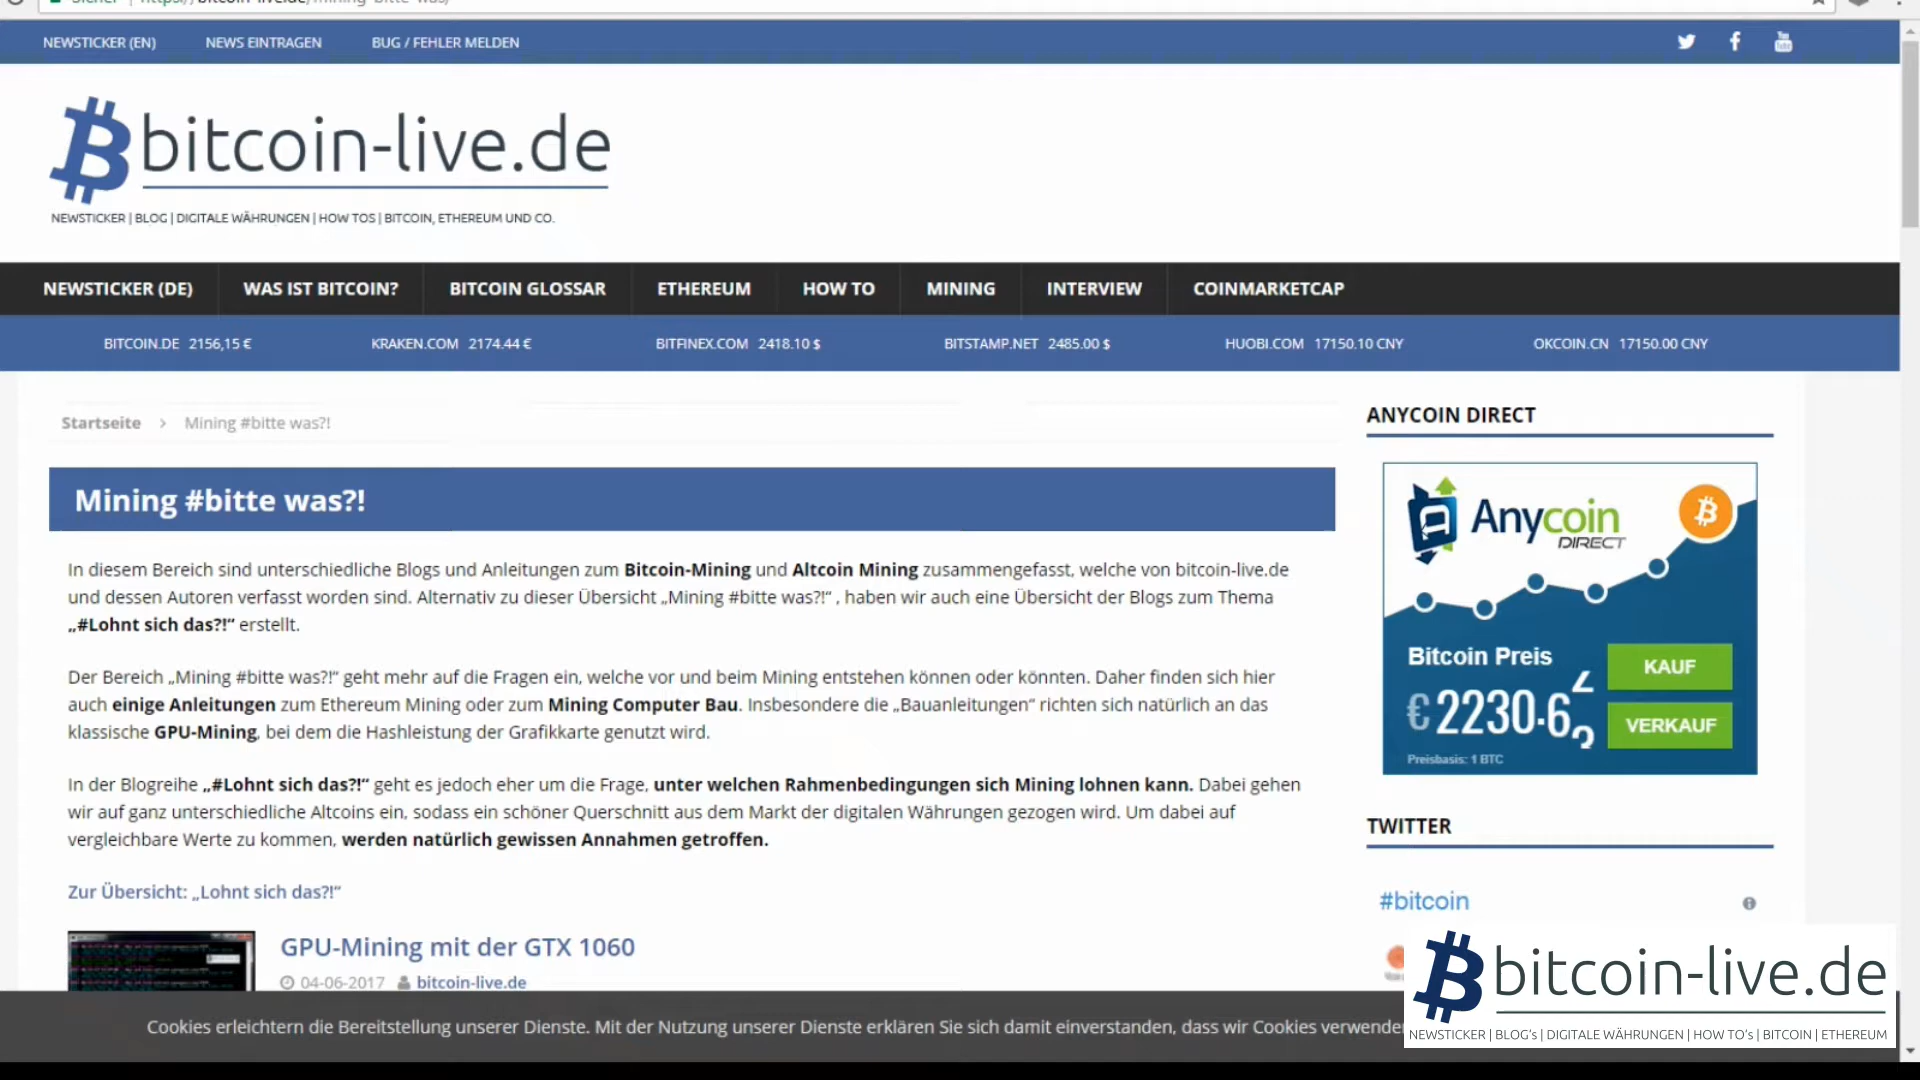 NEWSTICKER (EN) NEWS EINTRAGEN BUG / FEHLER MELDEN
bitcoin-live.de
NEWSTICKER | BLOG | DIGITALE WÄHRUNGEN | HOW TOS | BITCOIN, ETHEREUM UND CO.
NEWSTICKER (DE) WAS IST BITCOIN? BITCOIN GLOSSAR ETHEREUM HOW TO MINING INTERVIEW COINMARKETCAP
BITCOIN.DE 2156,15 € KRAKEN.COM 2174.44 € BITFINEX.COM 2418.10 $ BITSTAMP.NET 2485.00 $ HUOBI.COM 17150.10 CNY OKCOIN.CN 17150.00 CNY
Startseite > Mining #bitte was?!
Mining #bitte was?!
In diesem Bereich sind unterschiedliche Blogs und Anleitungen zum Bitcoin-Mining und Altcoin Mining zusammengefasst, welche von bitcoin-live.de
und dessen Autoren verfasst worden sind. Alternativ zu dieser Übersicht „Mining #bitte was?!“ , haben wir auch eine Übersicht der Blogs zum Thema
„#Lohnt sich das?!“ erstellt.
Der Bereich „Mining #bitte was?!“ geht mehr auf die Fragen ein, welche vor und beim Mining entstehen können oder könnten. Daher finden sich hier
auch einige Anleitungen zum Ethereum Mining oder zum Mining Computer Bau. Insbesondere die „Bauanleitungen“ richten sich natürlich an das
klassische GPU-Mining, bei dem die Hashleistung der Grafikkarte genutzt wird.
In der Blogreihe „#Lohnt sich das?!“ geht es jedoch eher um die Frage, unter welchen Rahmenbedingungen sich Mining lohnen kann. Dabei gehen
wir auf ganz unterschiedliche Altcoins ein, sodass ein schöner Querschnitt aus dem Markt der digitalen Währungen gezogen wird. Um dabei auf
vergleichbare Werte zu kommen, werden natürlich gewissen Annahmen getroffen.
Zur Übersicht: „Lohnt sich das?!“
GPU-Mining mit der GTX 1060
04-06-2017 bitcoin-live.de
ANYCOIN DIRECT
Anycoin
DIRECT
Bitcoin Preis
KAUF
€ 2230.6
VERKAUF
Preisbasis: 1 BTC
TWITTER
#bitcoin
Cookies erleichtern die Bereitstellung unserer Dienste. Mit der Nutzung unserer Dienste erklären Sie sich damit einverstanden, dass wir Cookies
bitcoin-live.de
NEWSTICKER | BLOG's | DIGITALE WÄHRUNGEN | HOW TO's | BITCOIN | ETHEREUM